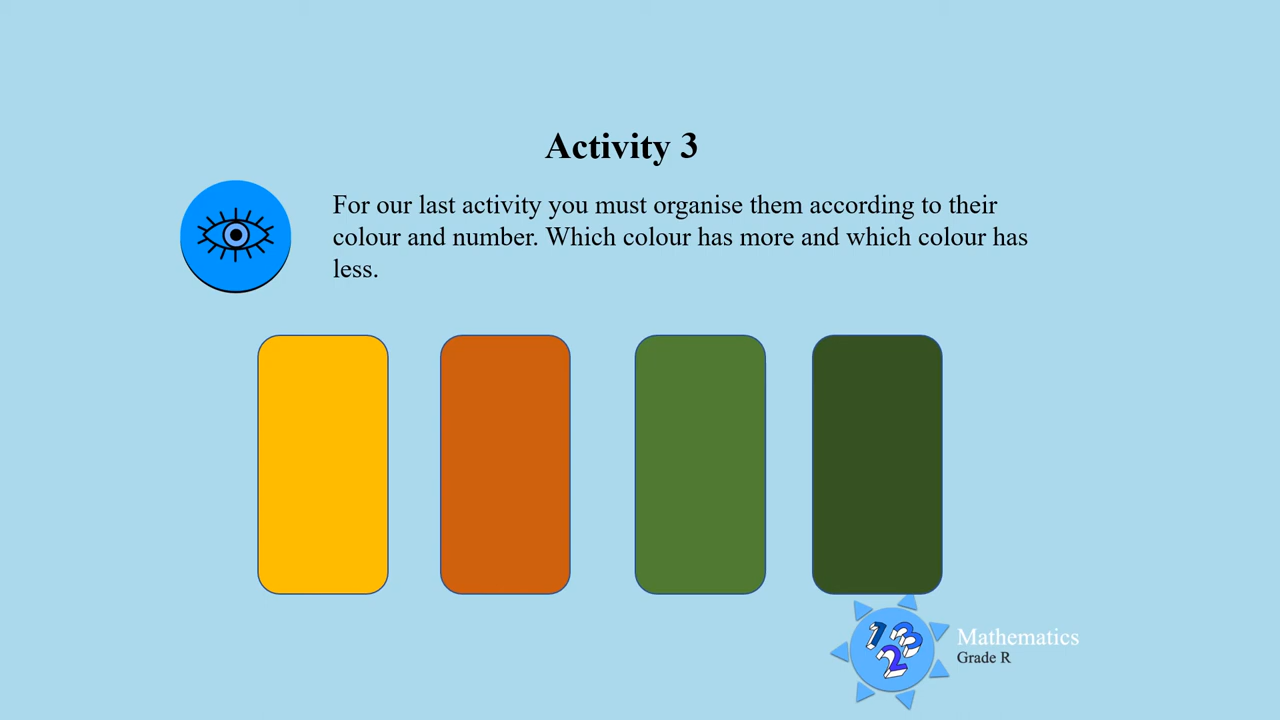 Activity 3
For our last activity you must organise them according to their
colour and number. Which colour has more and which colour has
less.
123
Mathematics
Grade R